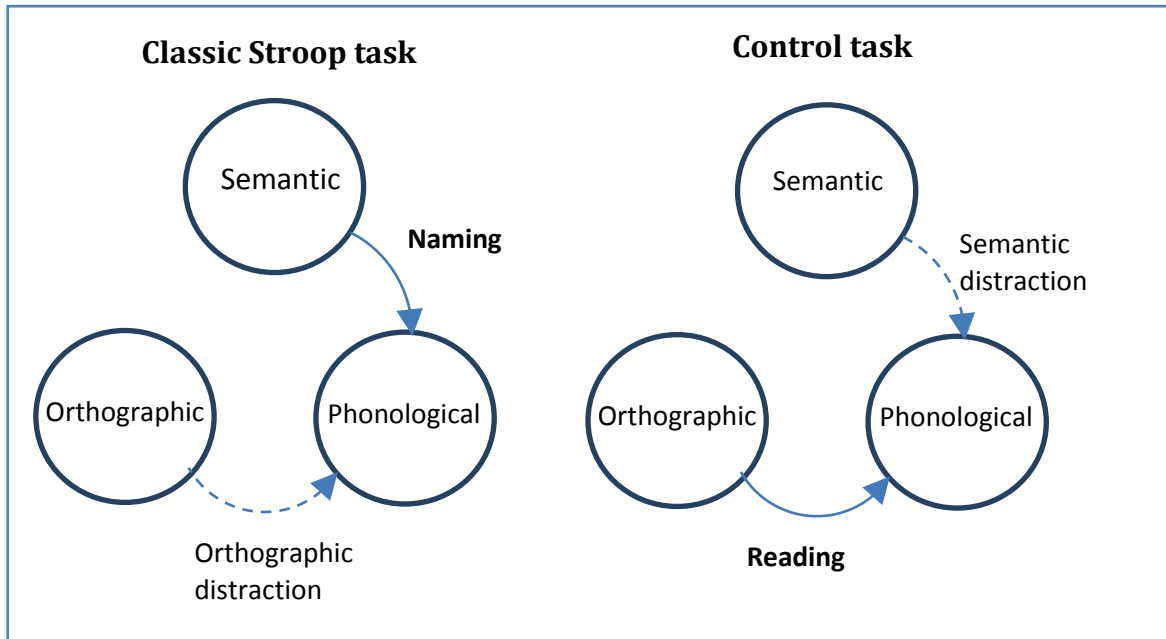 Classic Stroop task
Semantic
Naming
Orthographic
Phonological
Orthographic
distraction
Control task
Semantic
Semantic
distraction
Orthographic
Phonological
Reading